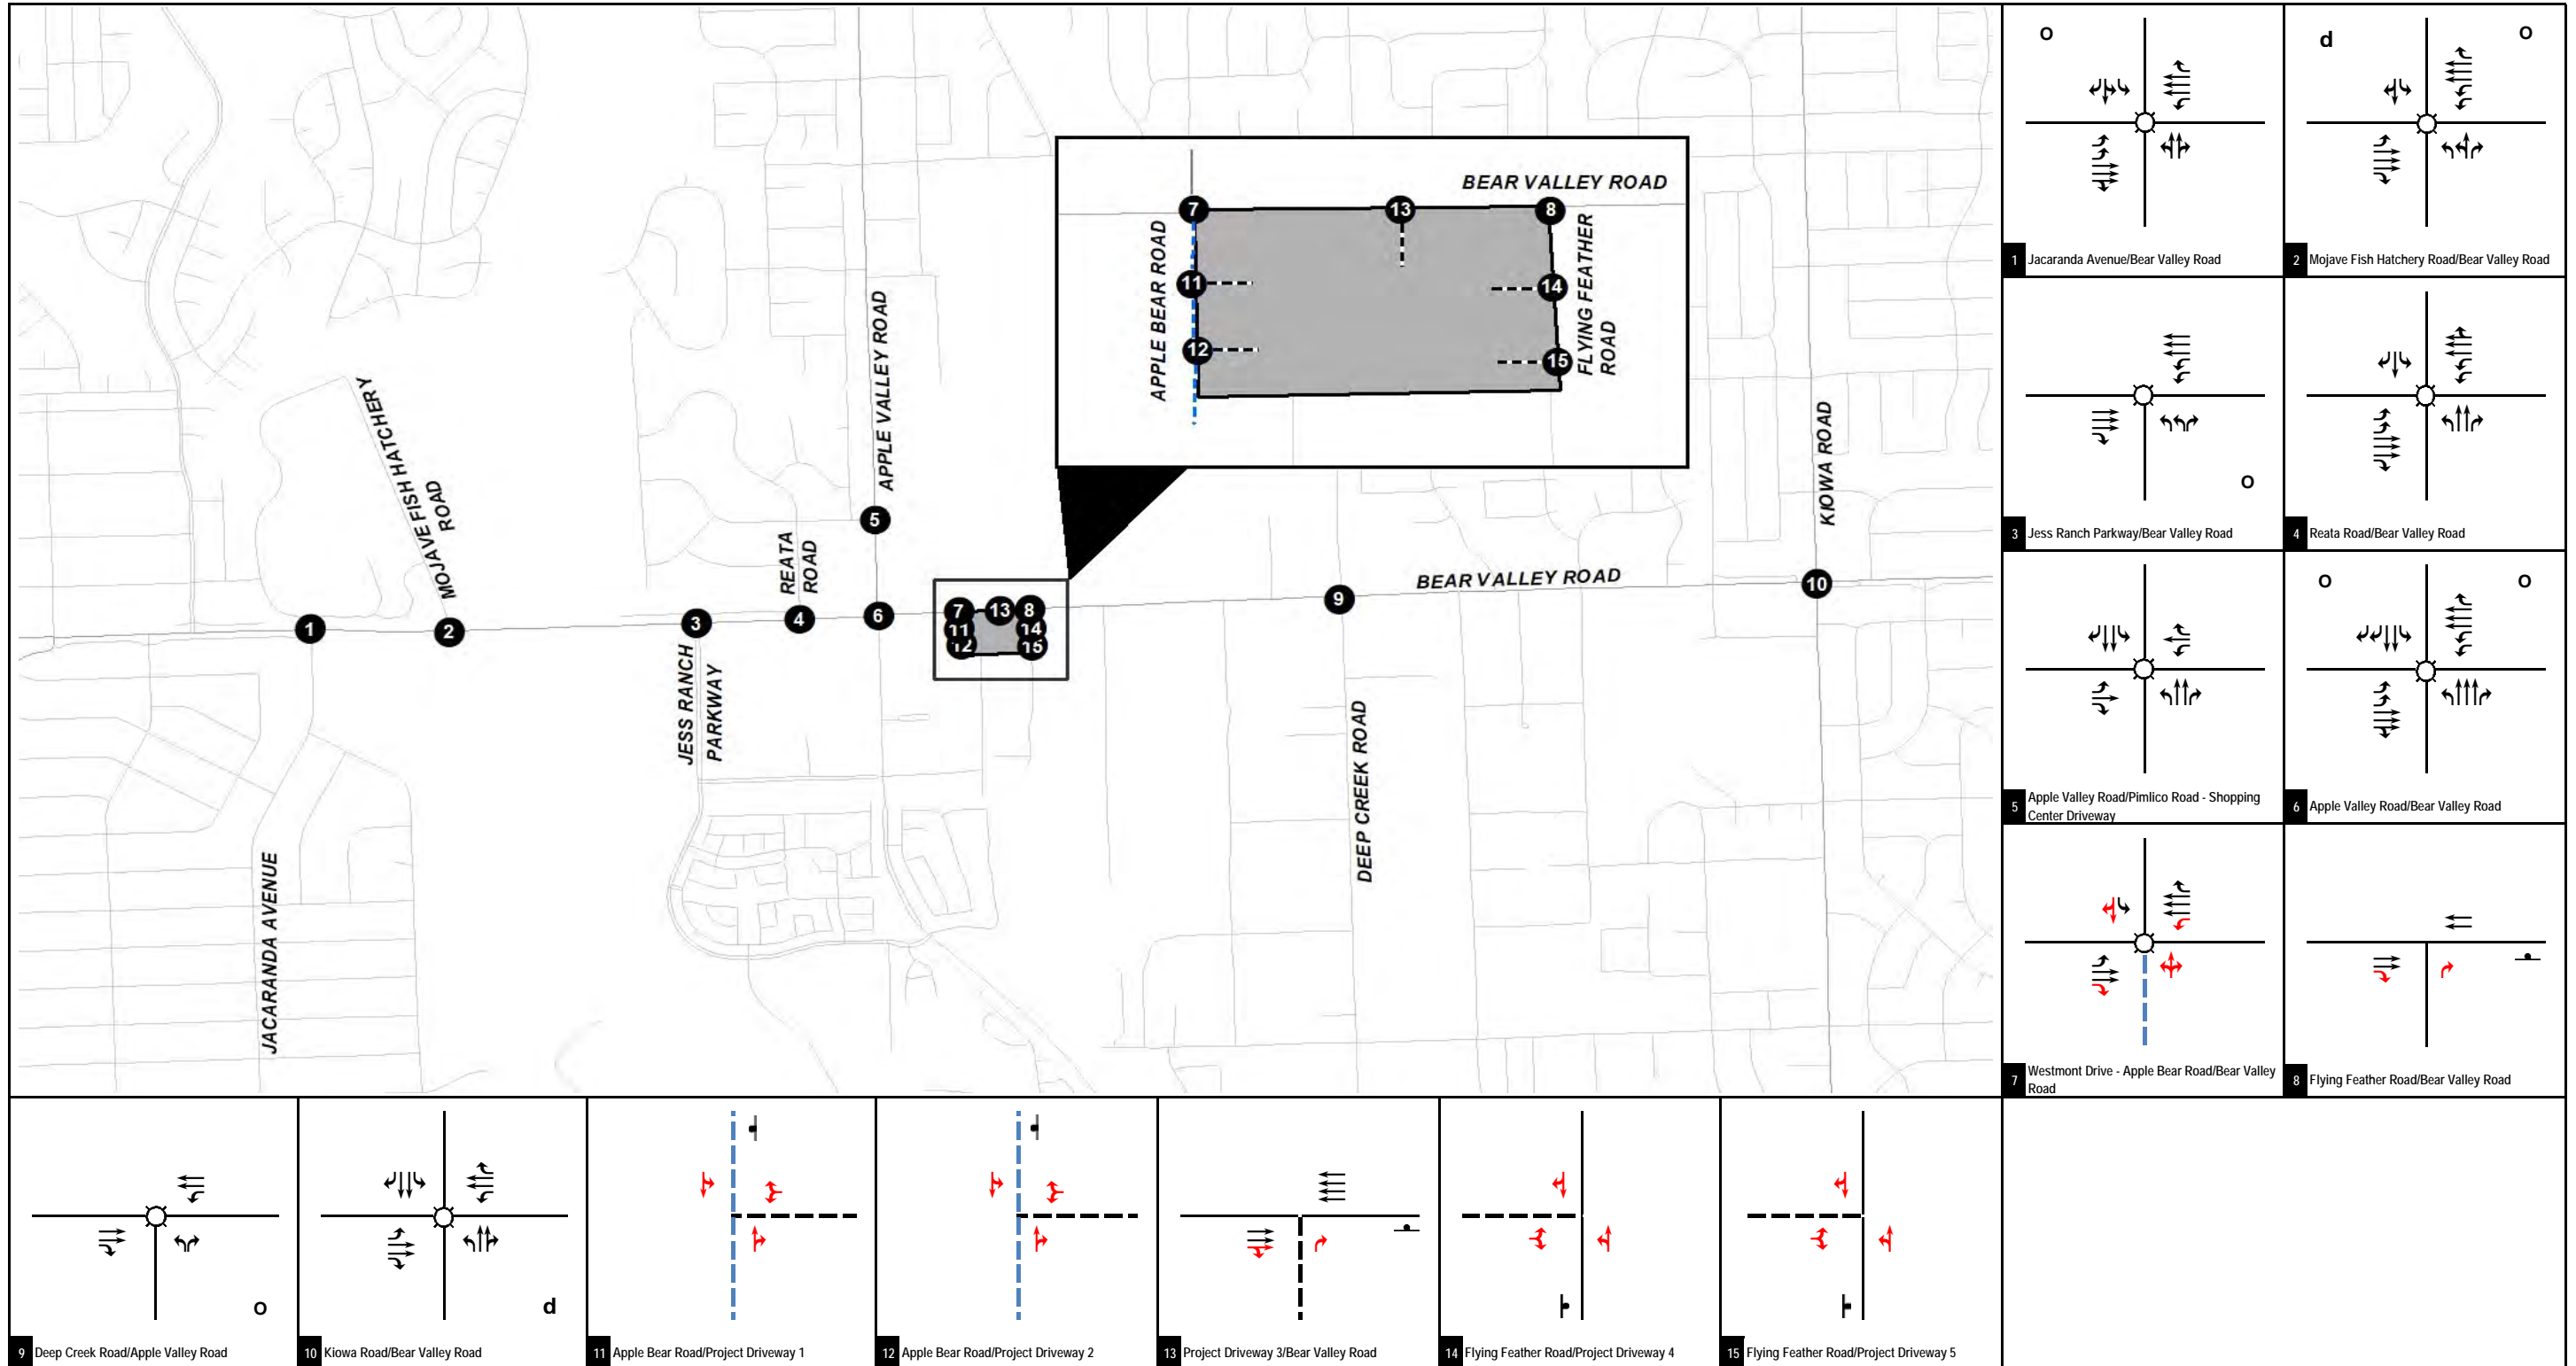 BEAR VALLEY ROAD
7
13
8
APPLE BEAR ROAD
FLYING FEATHER
ROAD
11
14
12
15
MOJAVE FISH HATCHERY
ROAD
APPLE VALLEY ROAD
KIOWA ROAD
5
REATA
ROAD
BEAR VALLEY ROAD
1
2
3
4
6
7
13
8
11
14
12
15
9
10
JESS RANCH
PARKWAY
DEEP CREEK ROAD
JACARANDA AVENUE
O
1 Jacaranda Avenue/Bear Valley Road
d
O
2 Mojave Fish Hatchery Road/Bear Valley Road
O
3 Jess Ranch Parkway/Bear Valley Road
4 Reata Road/Bear Valley Road
5 Apple Valley Road/Pimlico Road - Shopping
Center Driveway
O
O
6 Apple Valley Road/Bear Valley Road
7 Westmont Drive - Apple Bear Road/Bear Valley
Road
8 Flying Feather Road/Bear Valley Road
O
9 Deep Creek Road/Apple Valley Road
d
10 Kiowa Road/Bear Valley Road
11 Apple Bear Road/Project Driveway 1
12 Apple Bear Road/Project Driveway 2
13 Project Driveway 3/Bear Valley Road
14 Flying Feather Road/Project Driveway 4
15 Flying Feather Road/Project Driveway 5